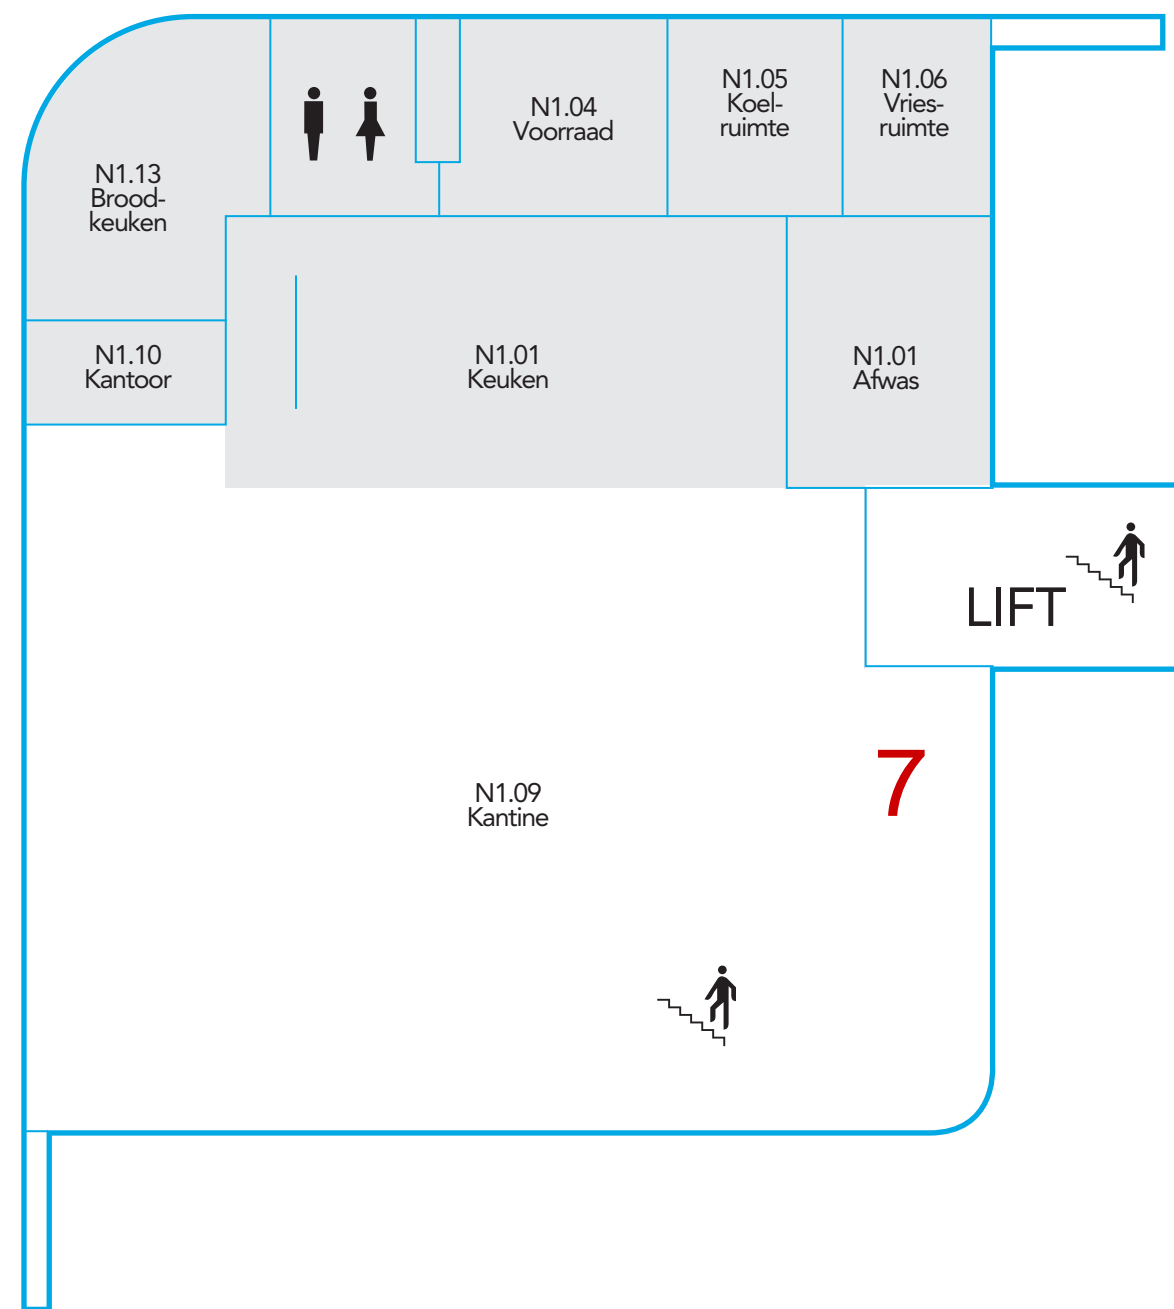 N1.04
Voorraad
N1.05
Koel-
ruimte
N1.06
Vries-
ruimte
N1.13
Brood-
keuken
N1.10
Kantoor
N1.01
Keuken
N1.01
Afwas
LIFT
7
N1.09
Kantine